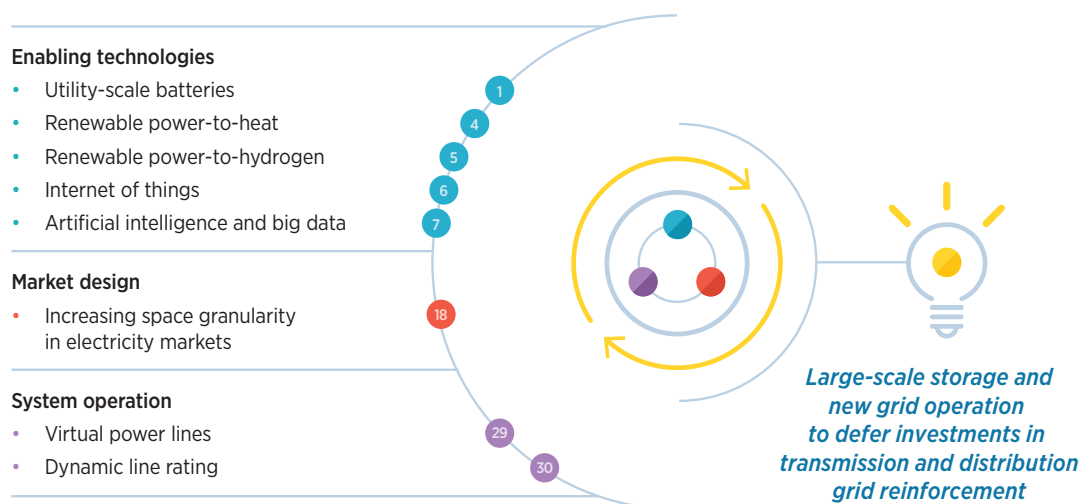 Enabling technologies
• Utility-scale batteries
1
• Renewable power-to-heat
4
• Renewable power-to-hydrogen
5
• Internet of things
6
• Artificial intelligence and big data
7
Market design
• Increasing space granularity
in electricity markets
18
System operation
• Virtual power lines
29
• Dynamic line rating
30
Large-scale storage and
new grid operation
to defer investments in
transmission and distribution
grid reinforcement